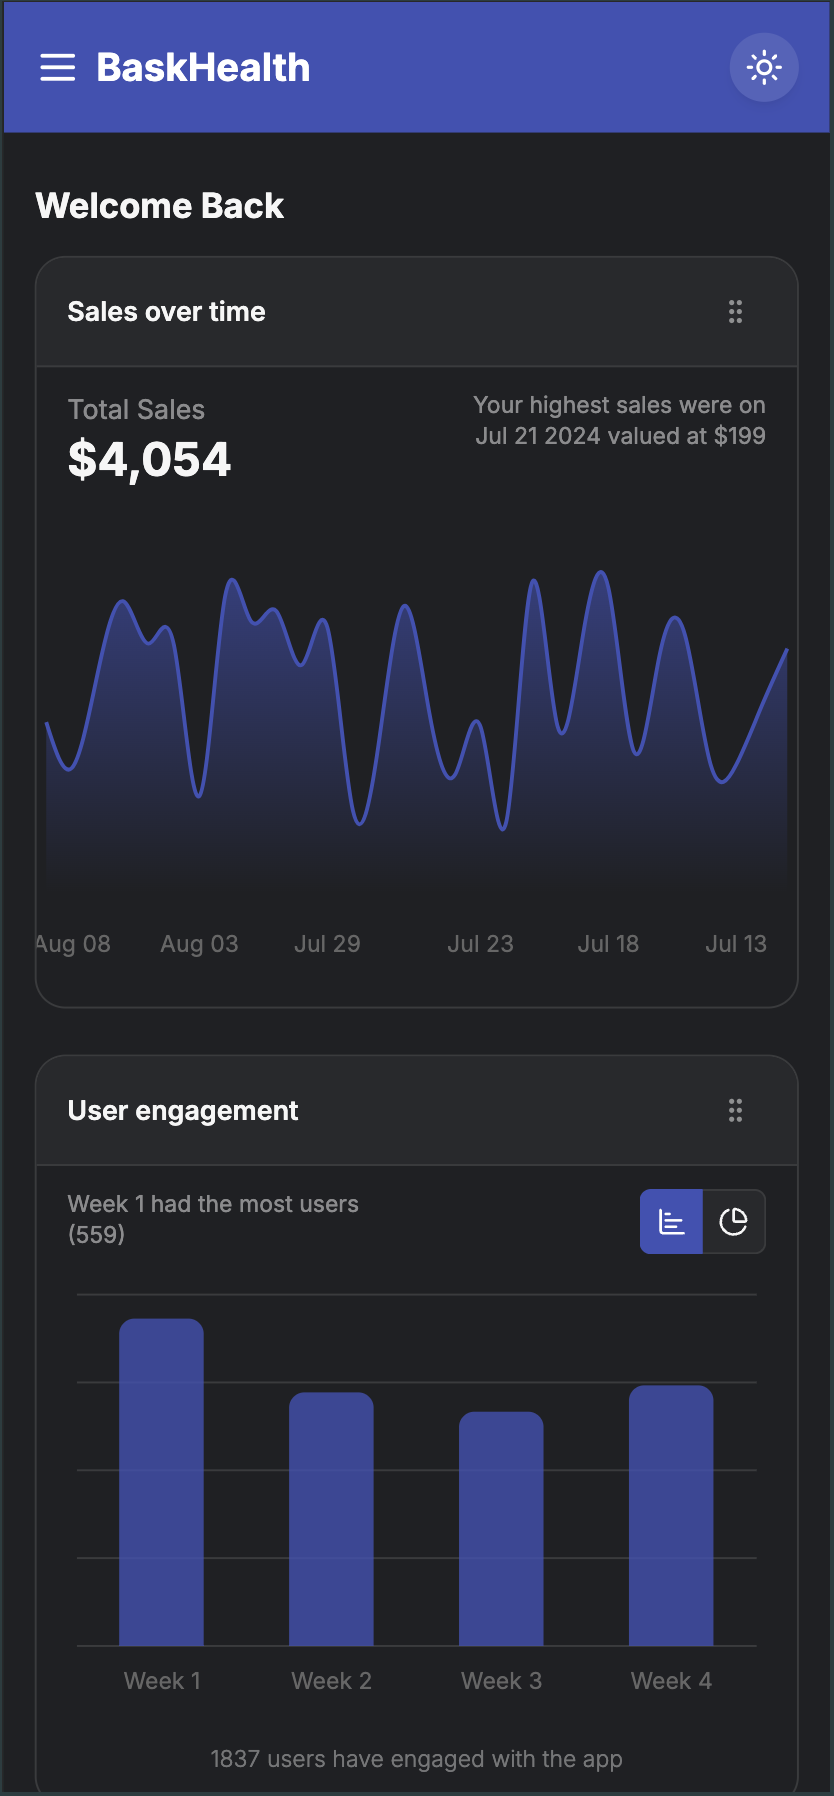 BaskHealth
Welcome Back
Sales over time
Total Sales
$4,054
Your highest sales were on
Jul 21 2024 valued at $199
Aug 08 Aug 03 Jul 29 Jul 23 Jul 18 Jul 13
User engagement
Week 1 had the most users
(559)
Week 1 Week 2 Week 3 Week 4
1837 users have engaged with the app